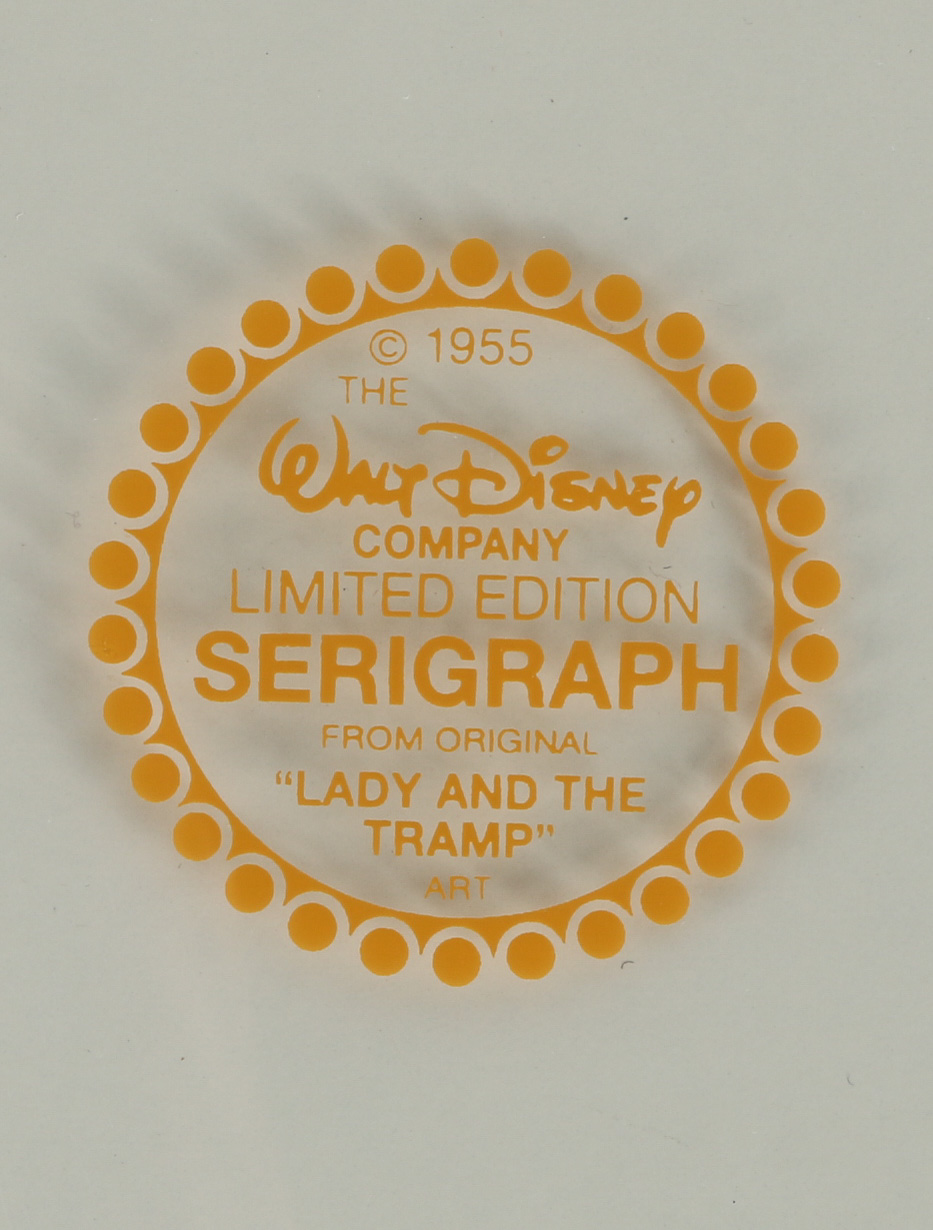 © 1955
THE
WALT DISNEY
COMPANY
LIMITED EDITION
SERIGRAPH
FROM ORIGINAL
“LADY AND THE
TRAMP”
ART